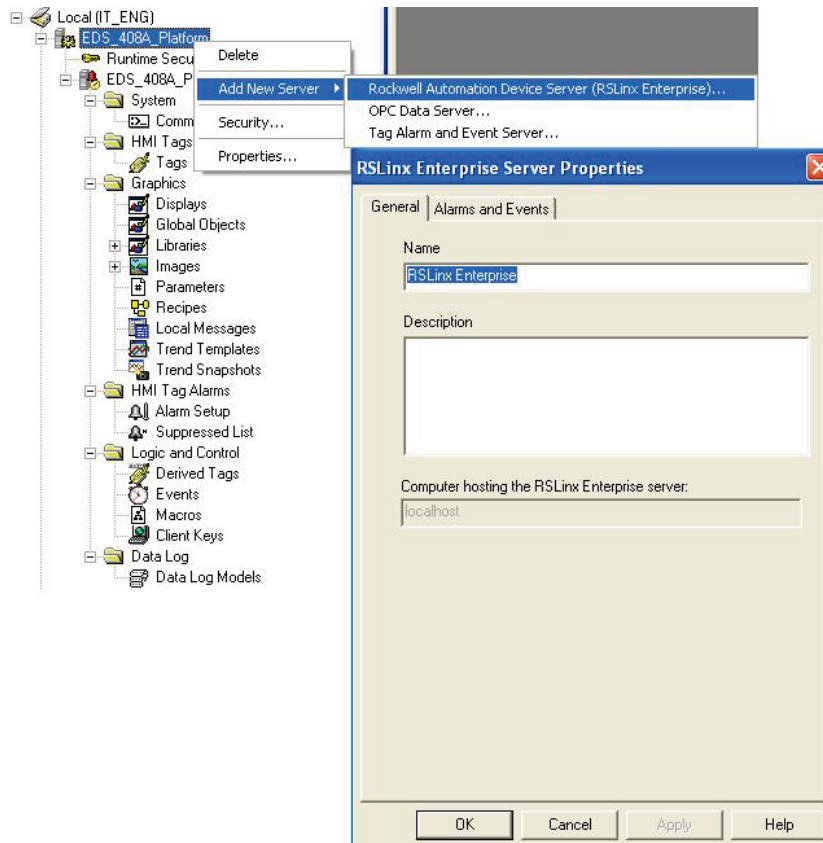 Local (IT_ENG)
EDS_408A_Platform
Runtime Secu
EDS_408A_P
System
Comm
HMI Tags
Tags
Graphics
Displays
Global Objects
Libraries
Images
Parameters
Recipes
Local Messages
Trend Templates
Trend Snapshots
HMI Tag Alarms
Alarm Setup
Suppressed List
Logic and Control
Derived Tags
Events
Macros
Client Keys
Data Log
Data Log Models
Delete
Add New Server
Security...
Properties...
Rockwell Automation Device Server (RSLinx Enterprise)...
OPC Data Server...
Tag Alarm and Event Server...
RSLinx Enterprise Server Properties
General Alarms and Events
Name
RSLinx Enterprise
Description
Computer hosting the RSLinx Enterprise server:
localhost
OK Cancel Apply Help